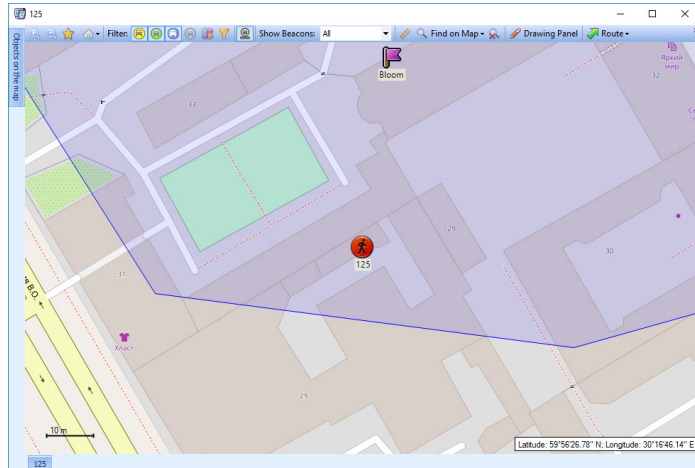 125
Filter:
Show Beacons: All
Find on Map
Drawing Panel
Route
Objects on the map
Bloom
Яркий
мир
32
33
29
30
125
31
В.О.
Хласт
29
10 m
Latitude: 59°56'26.78" N; Longitude: 30°16'46.14" E
125